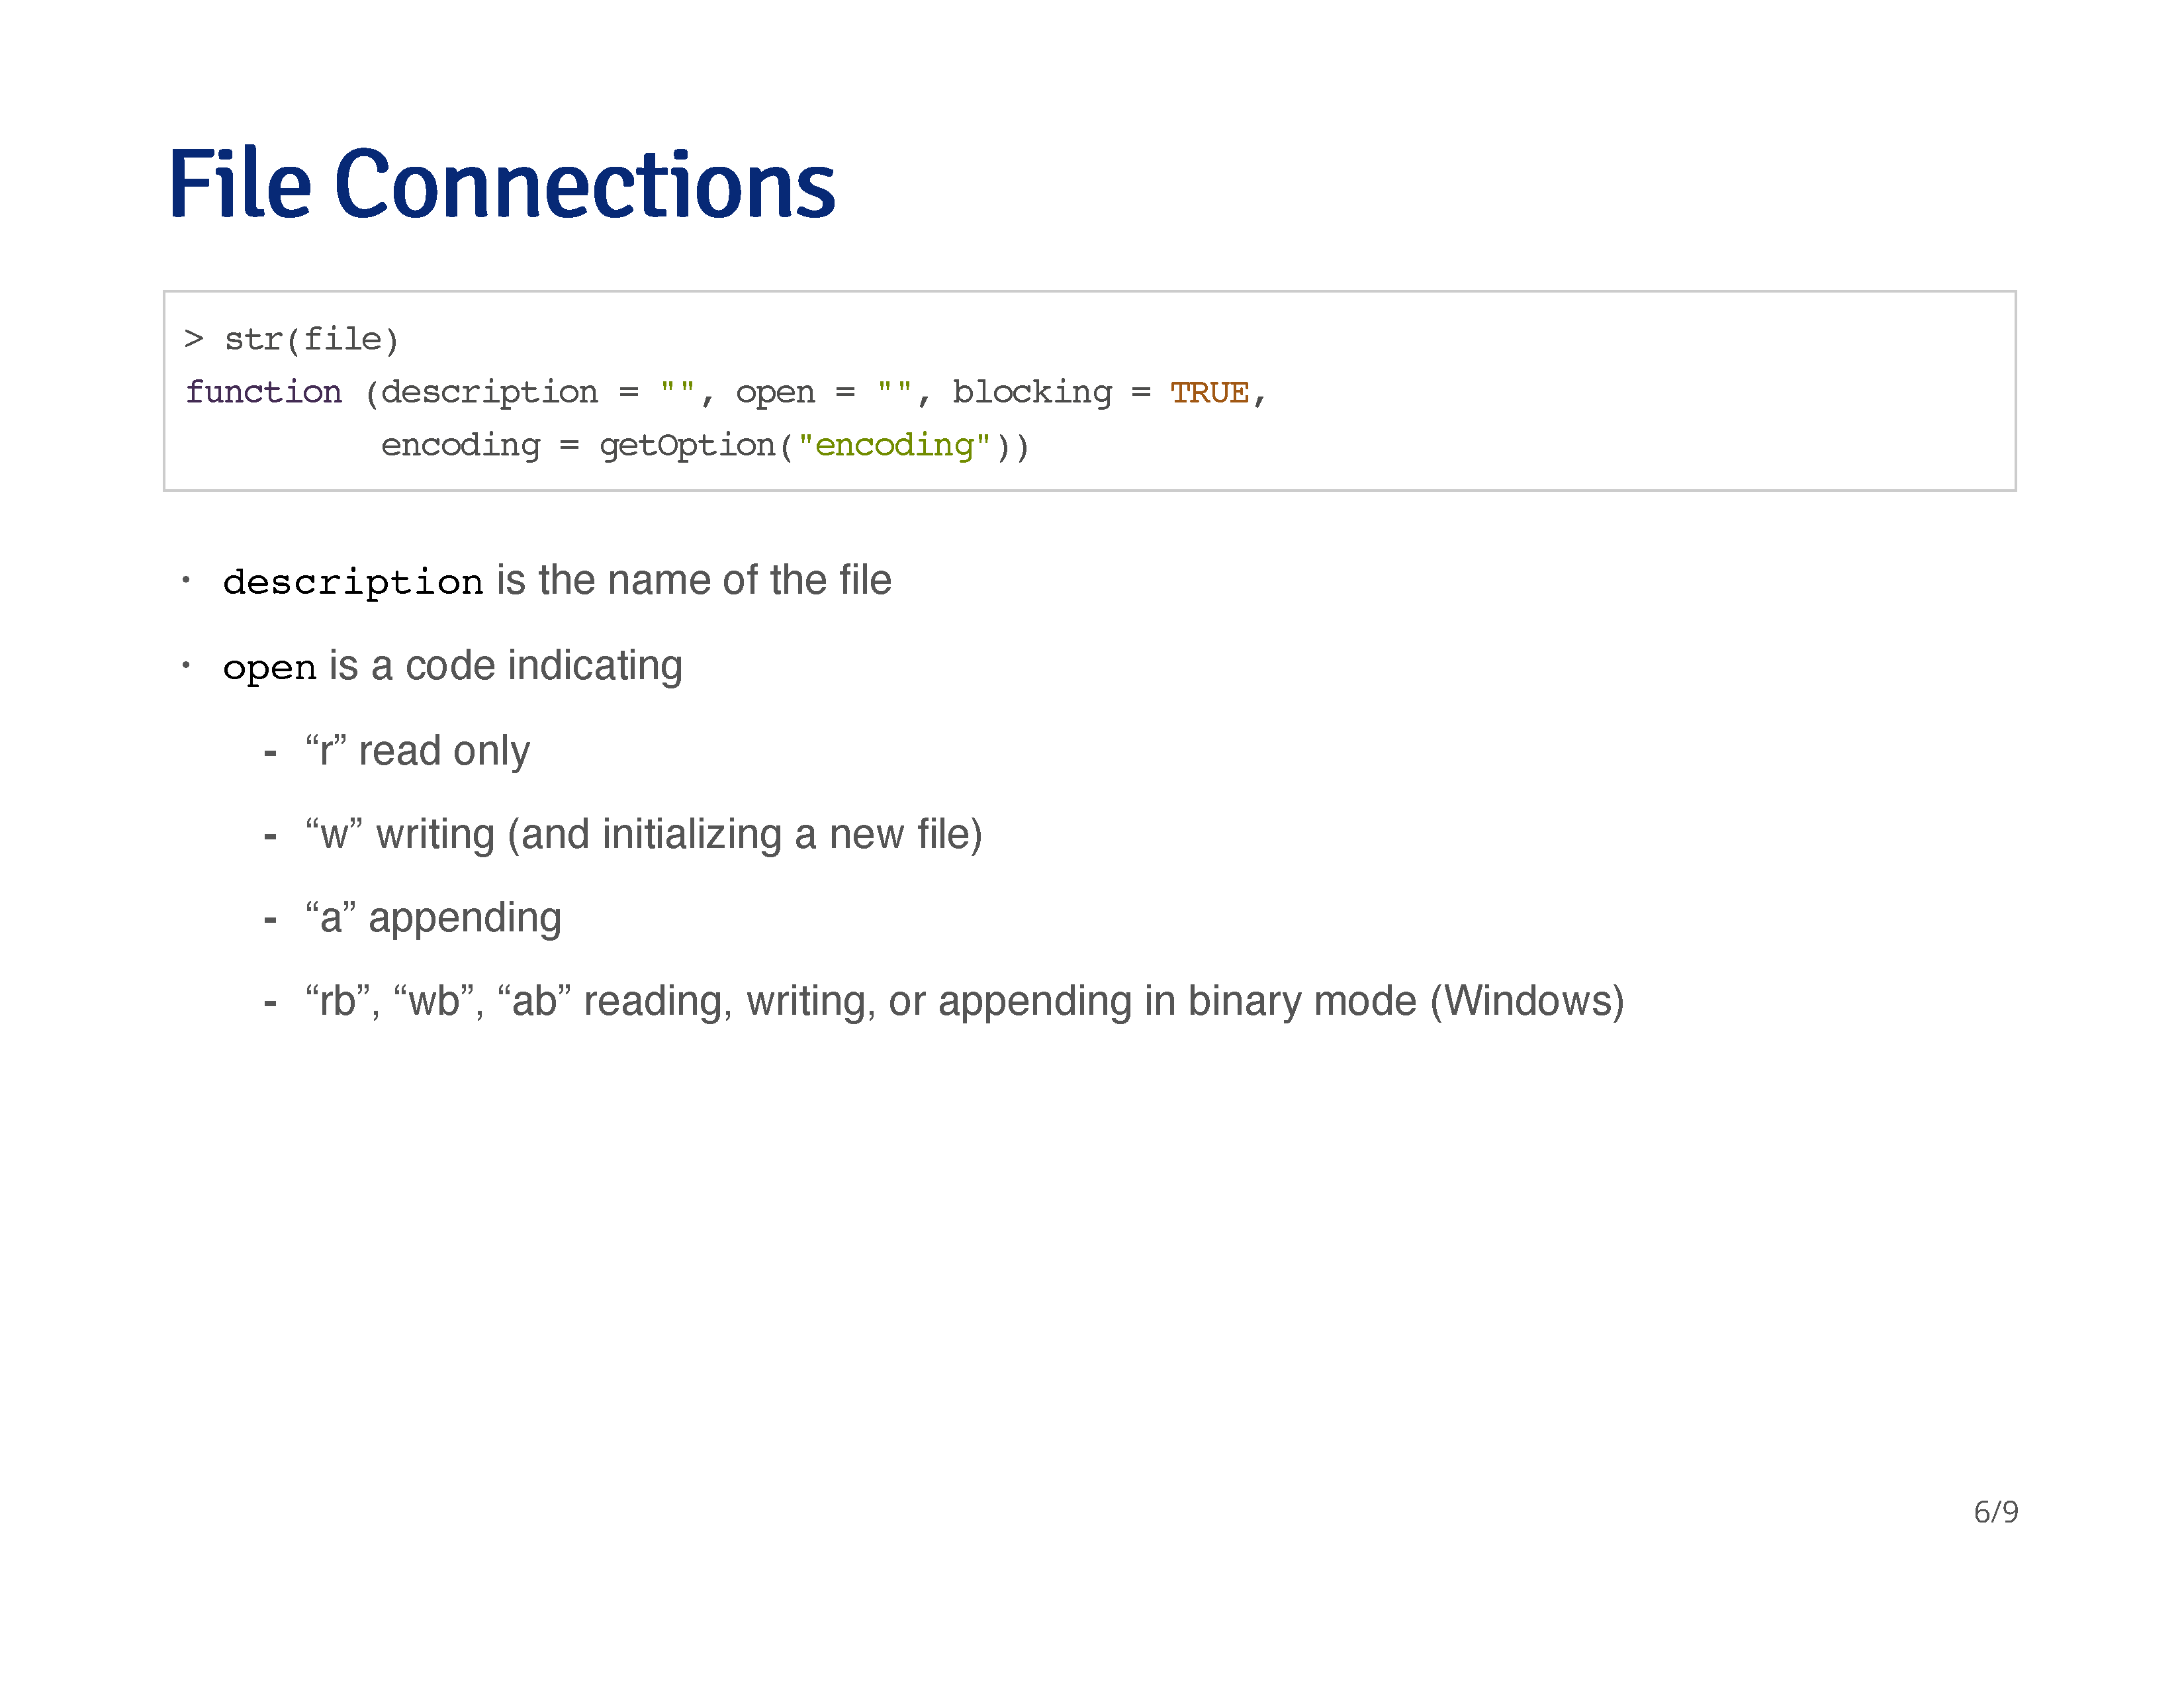 File Connections
> str(file)
function (description = "", open = "", blocking = TRUE,
          encoding = getOption("encoding"))
• description is the name of the file
• open is a code indicating
- “r” read only
- “w” writing (and initializing a new file)
- “a” appending
- “rb”, “wb”, “ab” reading, writing, or appending in binary mode (Windows)
6/9